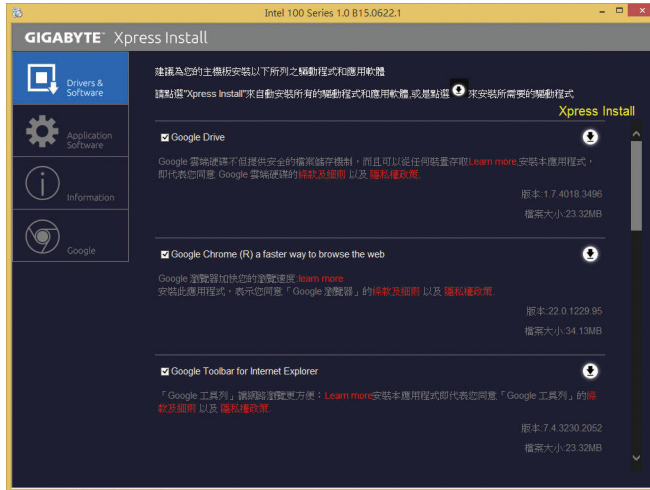 Intel 100 Series 1.0 B15.0622.1
GIGABYTE™ Xpress Install
Drivers &
Software
Application
Software
Information
Google
建議為您的主機板安裝以下所列之驅動程式和應用軟體
請點選"Xpress Install"來自動安裝所有的驅動程式和應用軟體,或是點選 來安裝所需要的驅動程式
Xpress Install
Google Drive
Google 雲端硬碟不但提供安全的檔案儲存機制，而且可以從任何裝置存取Learn more.安裝本應用程式，
即代表您同意 Google 雲端硬碟的條款及細則 以及 隱私權政策.
版本:1.7.4018.3496
檔案大小:23.32MB
Google Chrome (R) a faster way to browse the web
Google 瀏覽器加快您的瀏覽速度.learn more
安裝此應用程式，表示您同意「Google 瀏覽器」的條款及細則 以及 隱私權政策.
版本:22.0.1229.95
檔案大小:34.13MB
Google Toolbar for Internet Explorer
「Google 工具列」讓網路瀏覽更方便：Learn more安裝本應用程式即代表您同意「Google 工具列」的條
款及細則 以及 隱私權政策.
版本:7.4.3230.2052
檔案大小:23.32MB